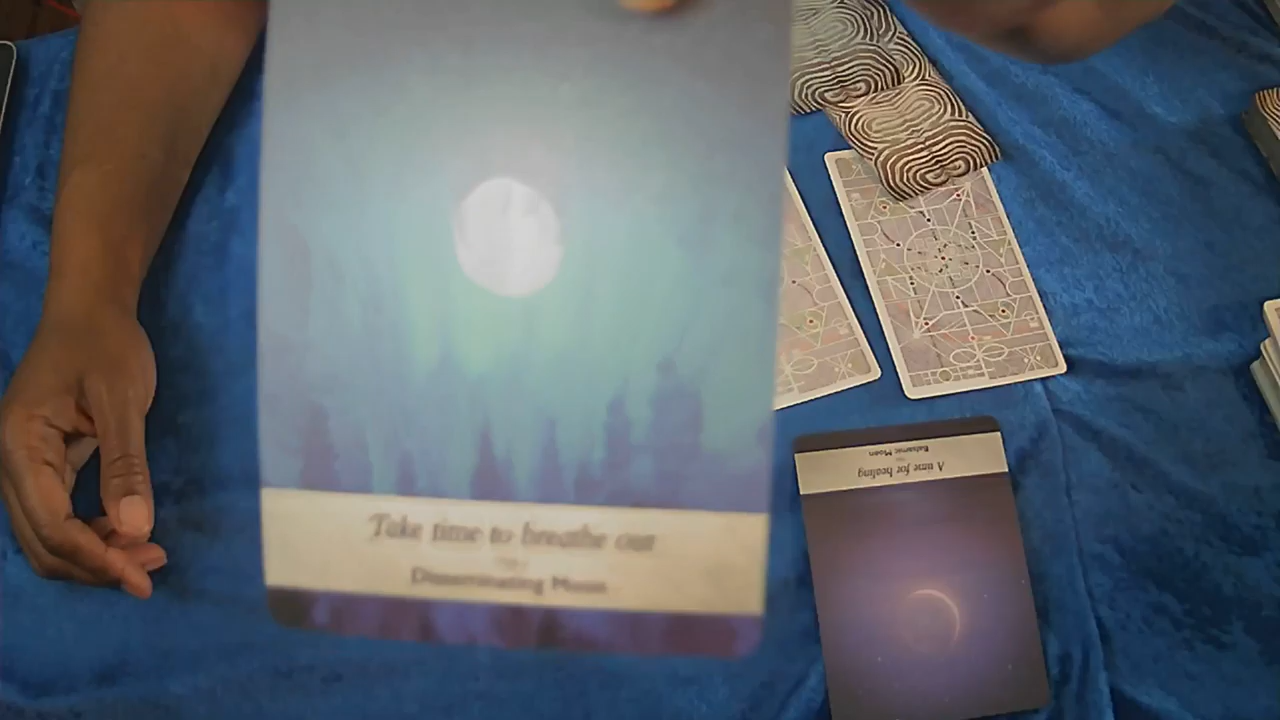 Take time to breathe out
Disseminating Moon
A time for healing
Balsamic Moon